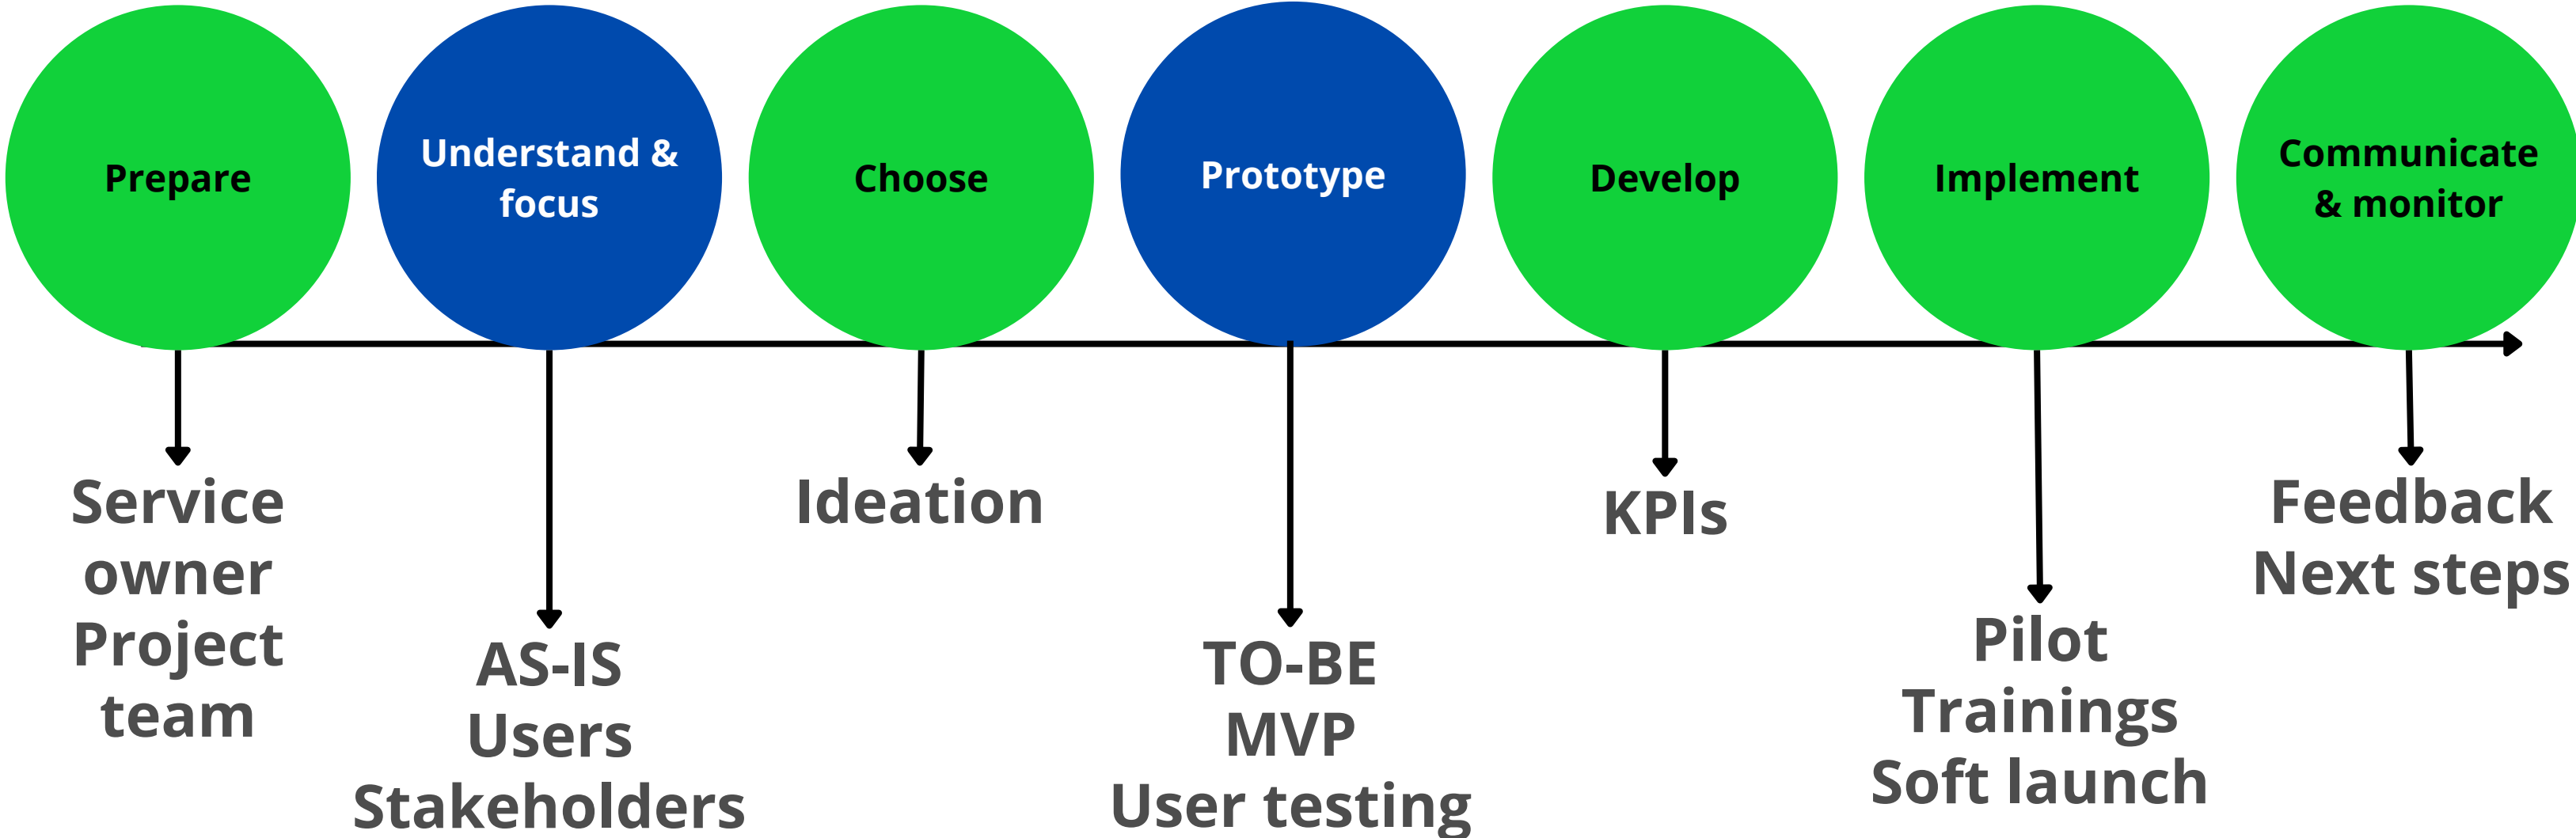 Prepare
Understand &
focus
Choose
Prototype
Develop
Implement
Communicate
& monitor
Service
owner
Project
team
AS-IS
Users
Stakeholders
Ideation
TO-BE
MVP
User testing
KPIs
Pilot
Trainings
Soft launch
Feedback
Next steps